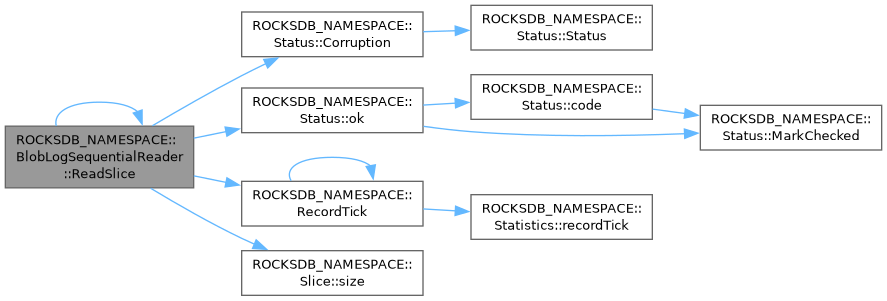 ROCKSDB_NAMESPACE::
BlobLogSequentialReader
::ReadSlice
ROCKSDB_NAMESPACE::
Status::Corruption
ROCKSDB_NAMESPACE::
Status::Status
ROCKSDB_NAMESPACE::
Status::ok
ROCKSDB_NAMESPACE::
Status::code
ROCKSDB_NAMESPACE::
Status::MarkChecked
ROCKSDB_NAMESPACE::
RecordTick
ROCKSDB_NAMESPACE::
Statistics::recordTick
ROCKSDB_NAMESPACE::
Slice::size